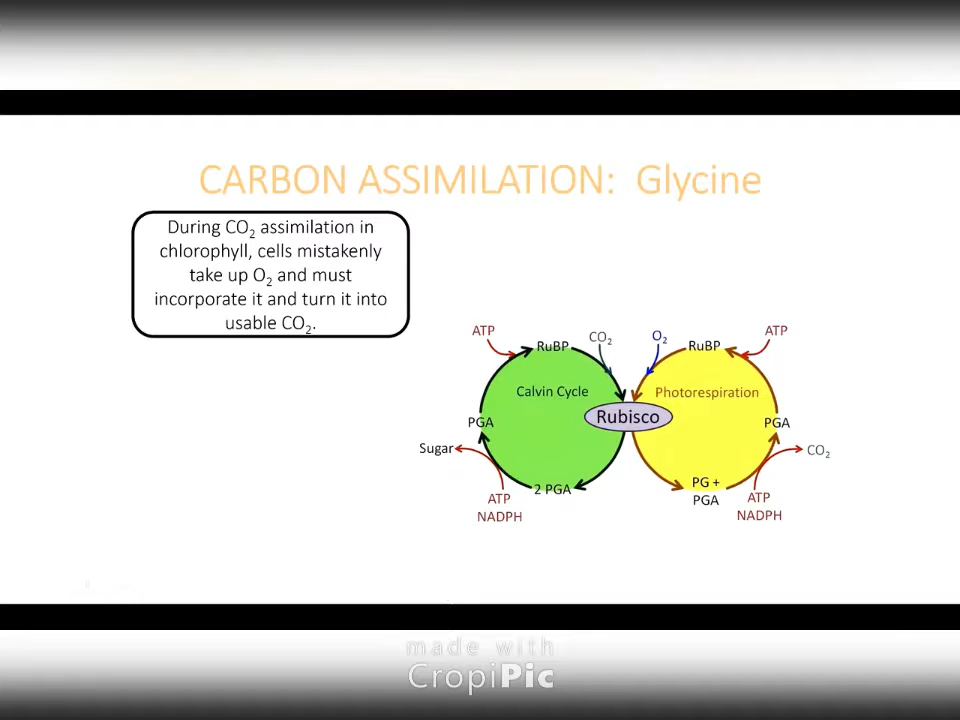 CARBON ASSIMILATION: Glycine
During CO₂ assimilation in
chlorophyll, cells mistakenly
take up O₂ and must
incorporate it and turn it into
usable CO₂.
ATP
RuBP
CO₂
O₂
RuBP
ATP
Calvin Cycle
Photorespiration
Rubisco
PGA
PGA
Sugar
CO₂
2 PGA
PG +
PGA
ATP
NADPH
ATP
NADPH
made with
CropiPic